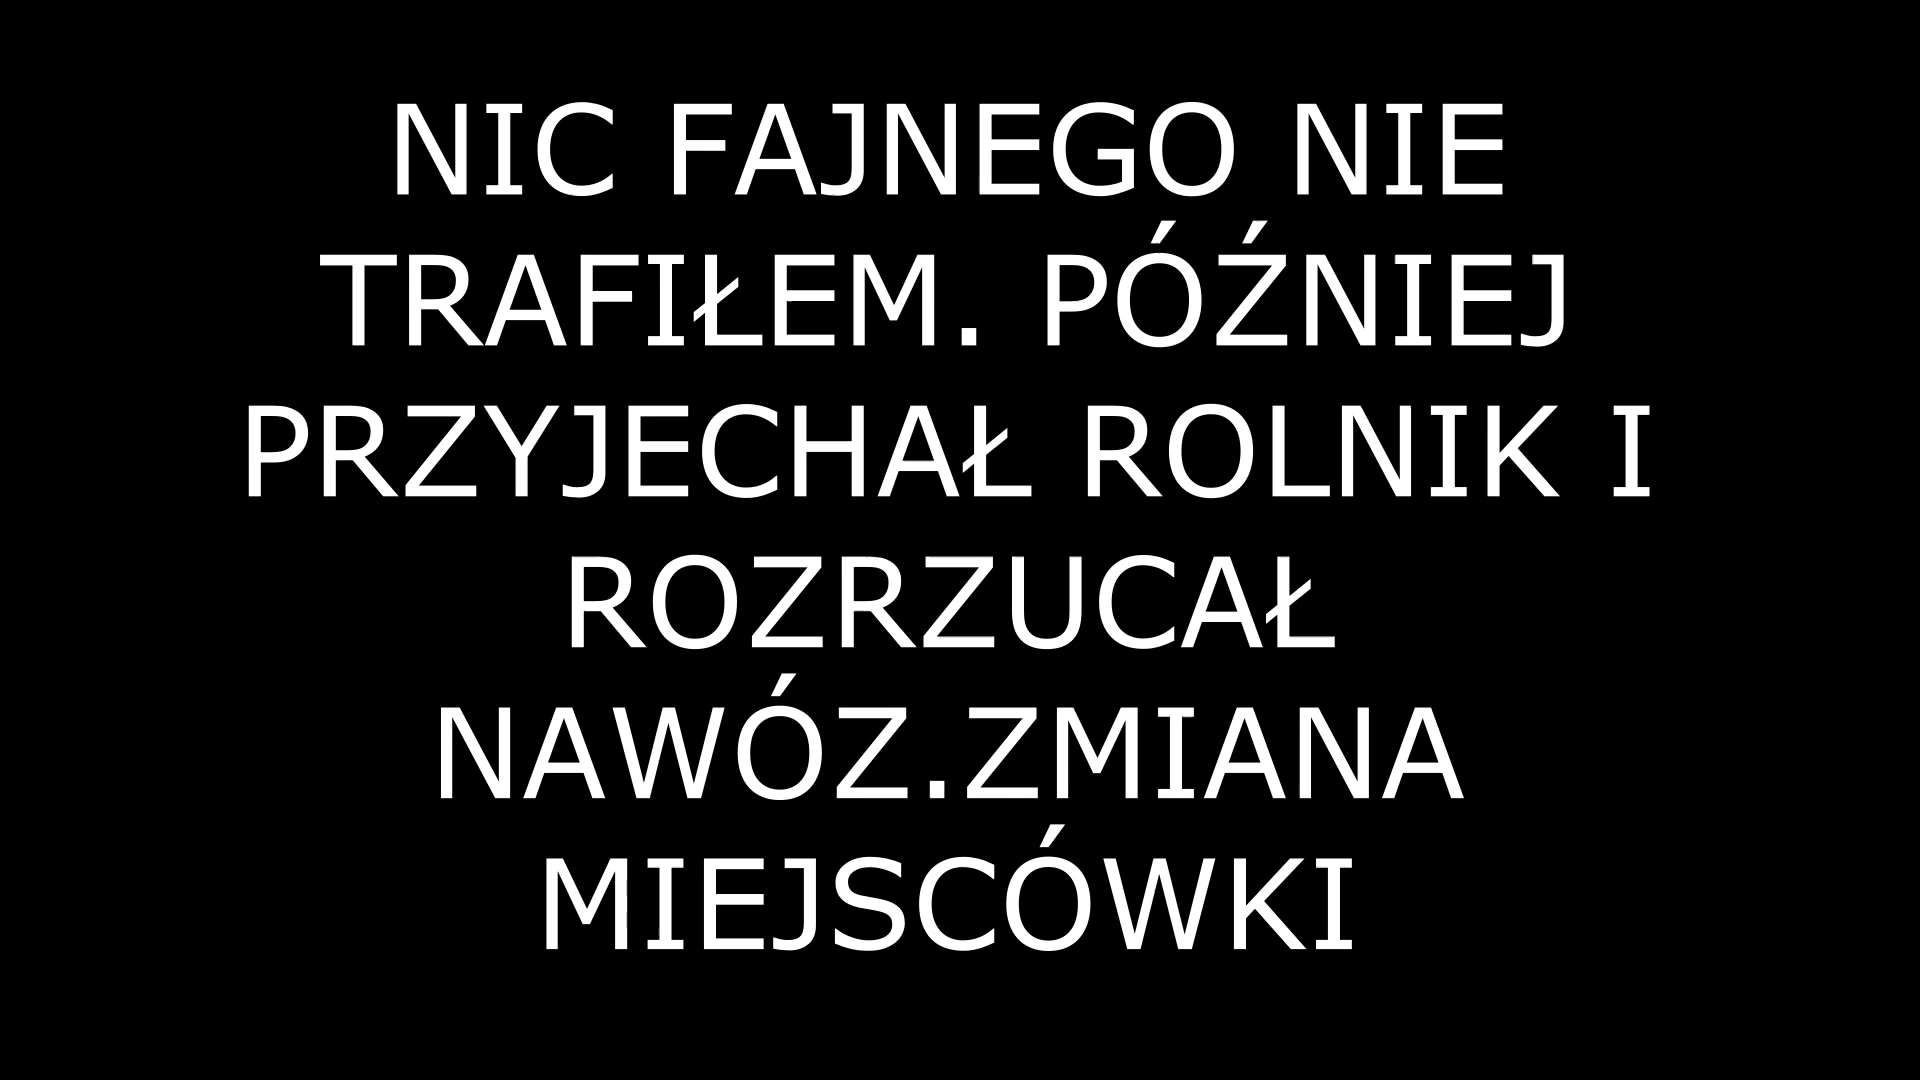 NIC FAJNEGO NIE
TRAFIŁEM. PÓŹNIEJ
PRZYJECHAŁ ROLNIK I
ROZRZUCAŁ
NAWÓZ.ZMIANA
MIEJSCÓWKI